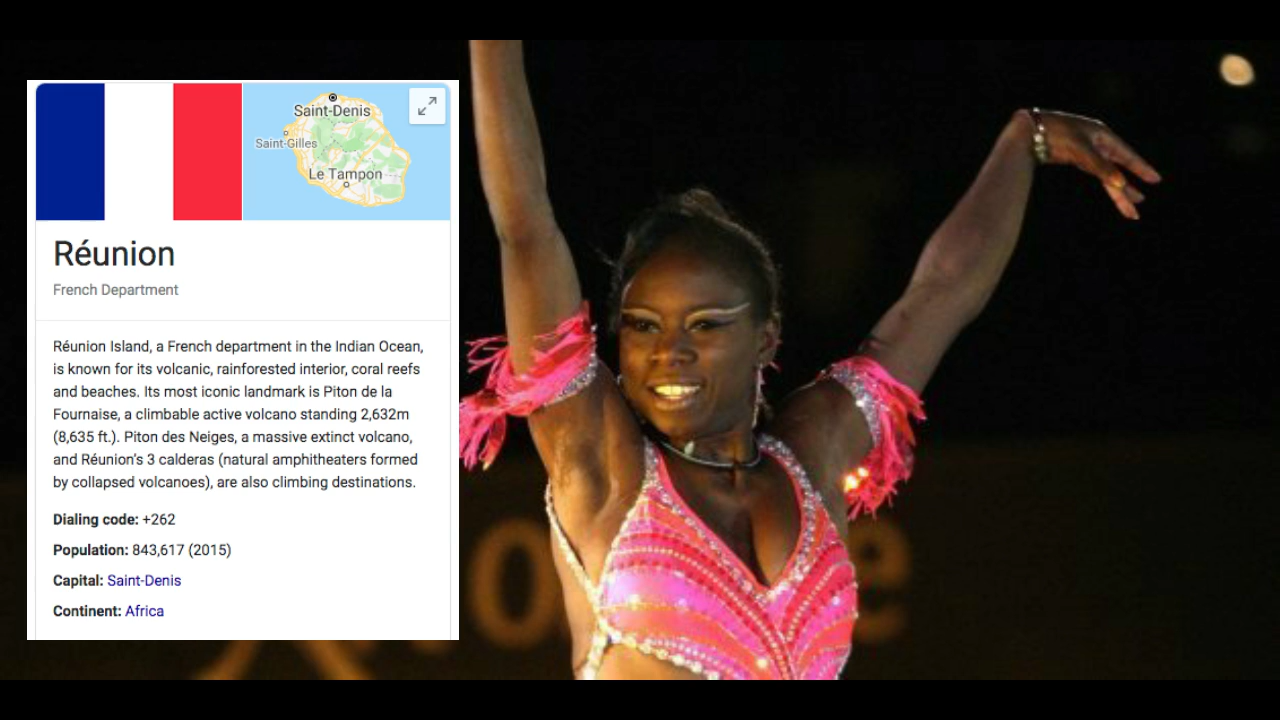 Saint-Denis
Saint-Gilles
Le Tampon
Réunion
French Department
Réunion Island, a French department in the Indian Ocean,
is known for its volcanic, rainforested interior, coral reefs
and beaches. Its most iconic landmark is Piton de la
Fournaise, a climbable active volcano standing 2,632m
(8,635 ft.). Piton des Neiges, a massive extinct volcano,
and Réunion's 3 calderas (natural amphitheaters formed
by collapsed volcanoes), are also climbing destinations.
Dialing code: +262
Population: 843,617 (2015)
Capital: Saint-Denis
Continent: Africa